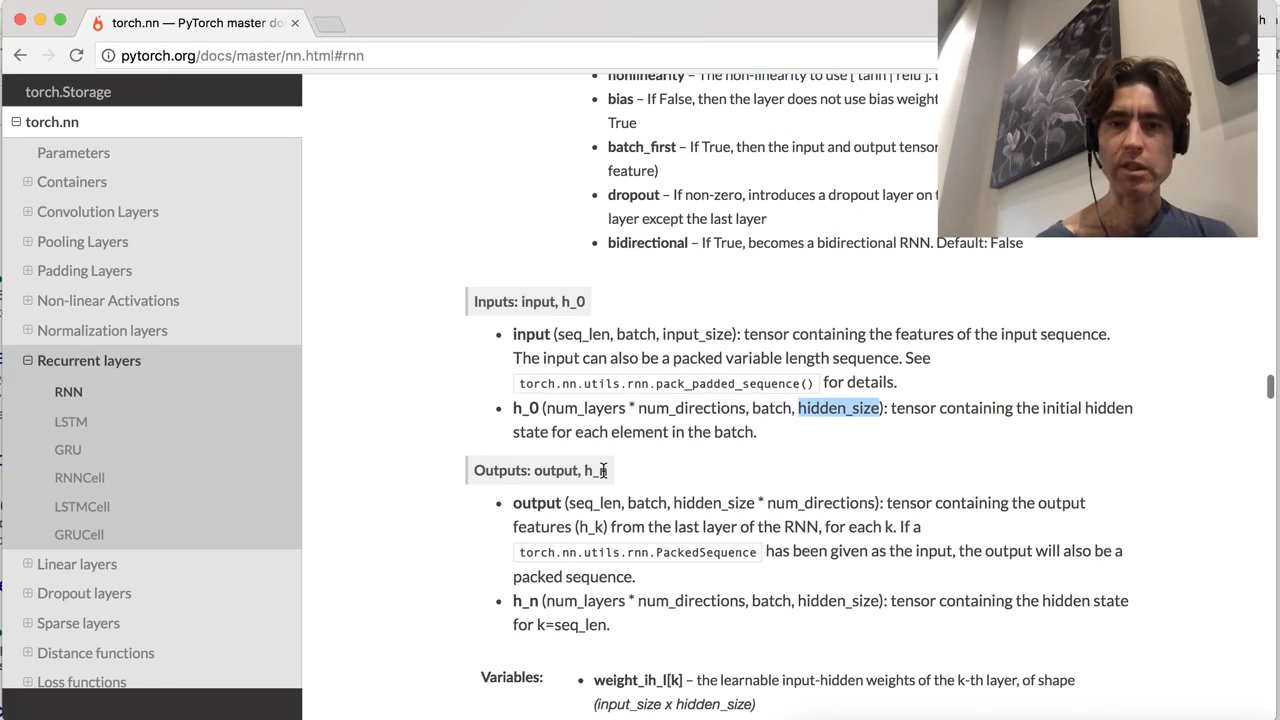 torch.nn — PyTorch master do
pytorch.org/docs/master/nn.html#rnn
torch.Storage
torch.nn
Parameters
Containers
Convolution Layers
Pooling Layers
Padding Layers
Non-linear Activations
Normalization layers
Recurrent layers
RNN
LSTM
GRU
RNNCell
LSTMCell
GRUCell
Linear layers
Dropout layers
Sparse layers
Distance functions
Loss functions
nonlinearity – The non-linearity to use ['tanh'|'relu'].
bias – If False, then the layer does not use bias weight
True
batch_first – If True, then the input and output tensor
feature)
dropout – If non-zero, introduces a dropout layer on t
layer except the last layer
bidirectional – If True, becomes a bidirectional RNN. Default: False
Inputs: input, h_0
input (seq_len, batch, input_size): tensor containing the features of the input sequence.
The input can also be a packed variable length sequence. See
torch.nn.utils.rnn.pack_padded_sequence() for details.
h_0 (num_layers * num_directions, batch, hidden_size): tensor containing the initial hidden
state for each element in the batch.
Outputs: output, h_n
output (seq_len, batch, hidden_size * num_directions): tensor containing the output
features (h_k) from the last layer of the RNN, for each k. If a
torch.nn.utils.rnn.PackedSequence has been given as the input, the output will also be a
packed sequence.
h_n (num_layers * num_directions, batch, hidden_size): tensor containing the hidden state
for k=seq_len.
Variables:
weight_ih_l[k] – the learnable input-hidden weights of the k-th layer, of shape
(input_size x hidden_size)